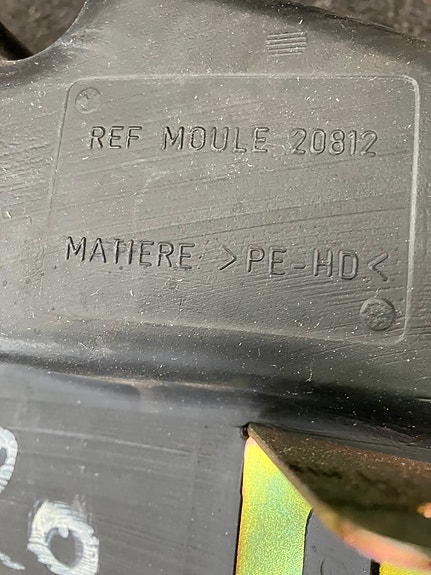 REF MOULE 20812
MATIERE >PE-HD<